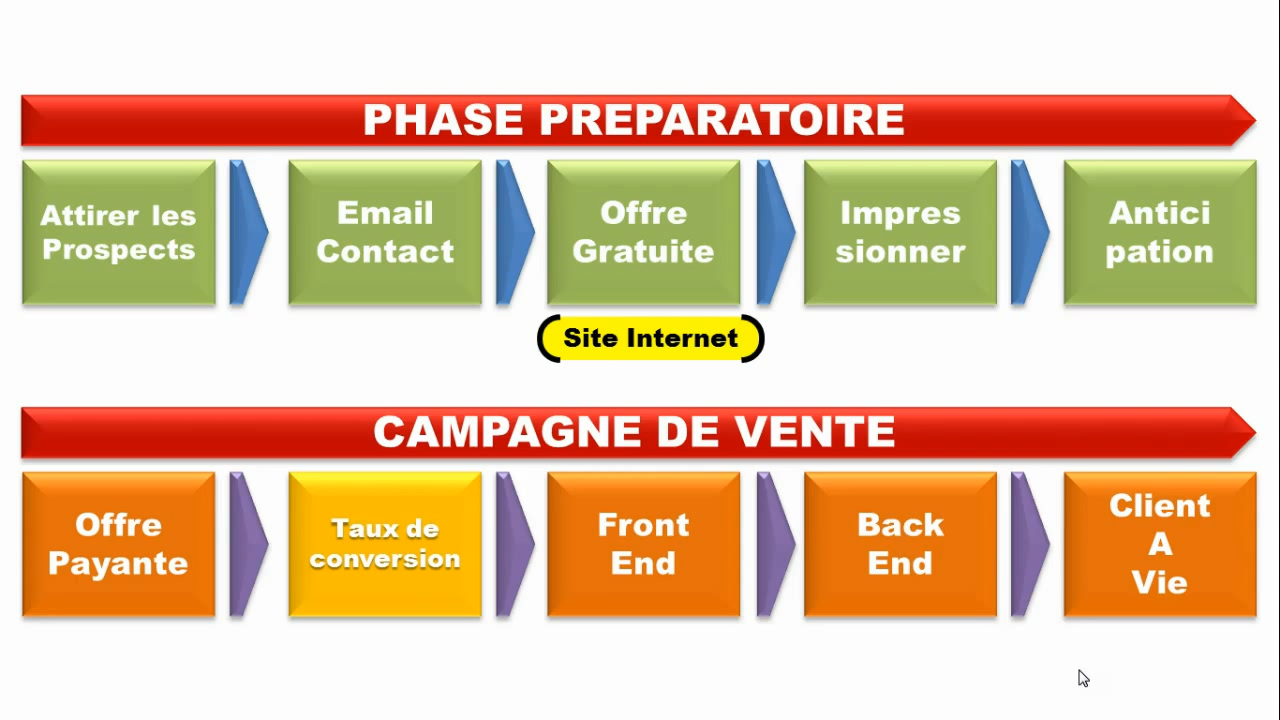 PHASE PREPARATOIRE
Attirer les
Prospects
Email
Contact
Offre
Gratuite
Impres
sionner
Antici
pation
Site Internet
CAMPAGNE DE VENTE
Offre
Payante
Taux de
conversion
Front
End
Back
End
Client
A
Vie